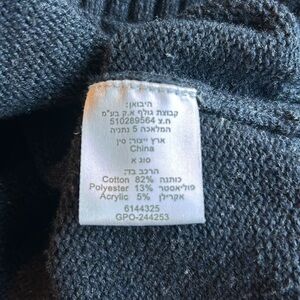 היבואן:
קבוצת גולף א.ק בע"מ
ח.צ 510289564
המלאכה 5 נתניה
ארץ ייצור: סין
China
סוג א
הרכב בד:
Cotton 82% כותנה
Polyester 13% פוליאסטר
Acrylic 5% אקרילן
6144325
GPO-244253